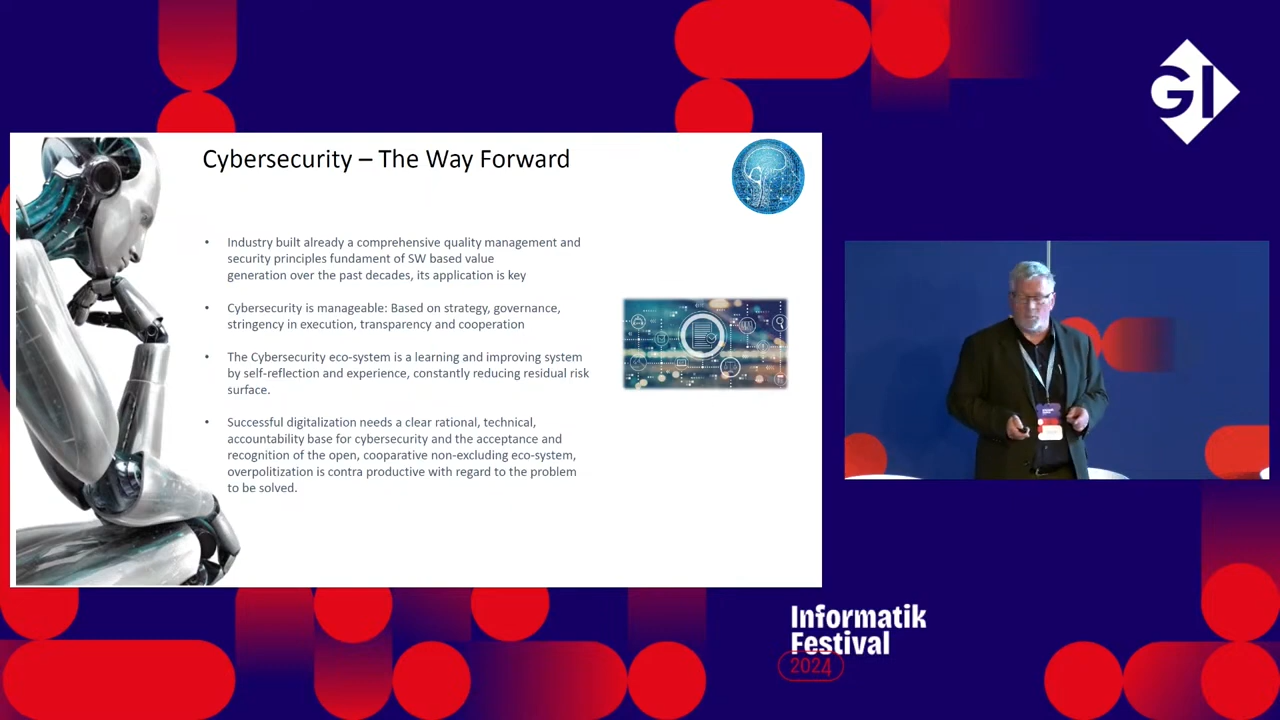 GI
Cybersecurity – The Way Forward
• Industry built already a comprehensive quality management and
security principles fundament of SW based value
generation over the past decades, its application is key
• Cybersecurity is manageable: Based on strategy, governance,
stringency in execution, transparency and cooperation
• The Cybersecurity eco-system is a learning and improving system
by self-reflection and experience, constantly reducing residual risk
surface.
• Successful digitalization needs a clear rational, technical,
accountability base for cybersecurity and the acceptance and
recognition of the open, cooparative non-excluding eco-system,
overpolitization is contra productive with regard to the problem
to be solved.
Informatik
Festival
2024